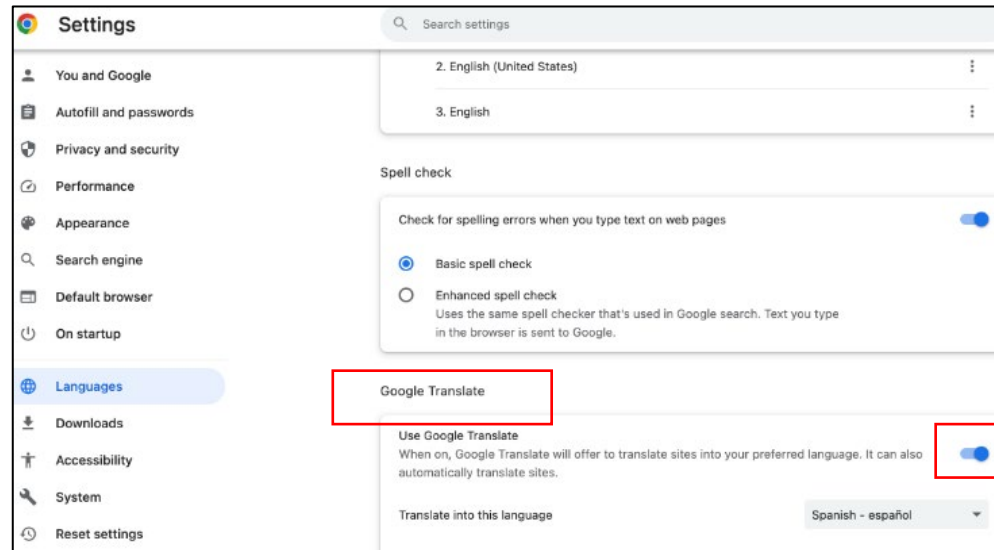 Settings
Search settings
You and Google
Autofill and passwords
Privacy and security
Performance
Appearance
Search engine
Default browser
On startup
Languages
Downloads
Accessibility
System
Reset settings
2. English (United States)
3. English
Spell check
Check for spelling errors when you type text on web pages
Basic spell check
Enhanced spell check
Uses the same spell checker that's used in Google search. Text you type
in the browser is sent to Google.
Google Translate
Use Google Translate
When on, Google Translate will offer to translate sites into your preferred language. It can also
automatically translate sites.
Translate into this language
Spanish - español